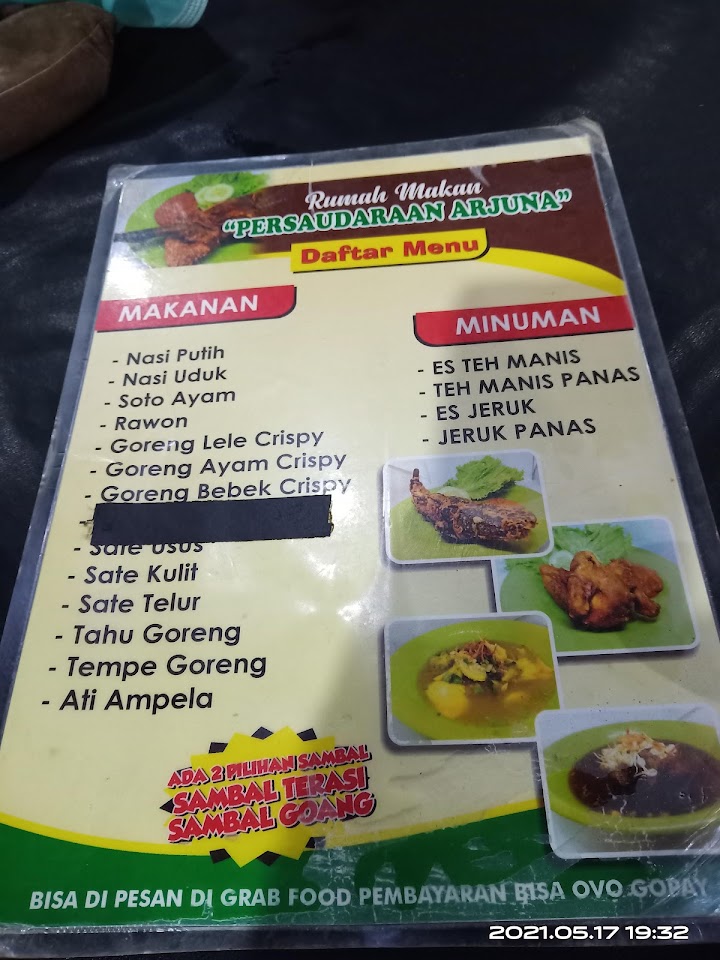 Rumah Makan
"PERSAUDARAAN ARJUNA"
Daftar Menu
MAKANAN
- Nasi Putih
- Nasi Uduk
- Soto Ayam
- Rawon
- Goreng Lele Crispy
- Goreng Ayam Crispy
- Goreng Bebek Crispy
- Sate Usus
- Sate Kulit
- Sate Telur
- Tahu Goreng
- Tempe Goreng
- Ati Ampela
MINUMAN
- ES TEH MANIS
- TEH MANIS PANAS
- ES JERUK
- JERUK PANAS
ADA 2 PILIHAN SAMBAL
SAMBAL TERASI
SAMBAL GOANG
BISA DI PESAN DI GRAB FOOD PEMBAYARAN BISA OVO GOPAY
2021.05.17 19:32